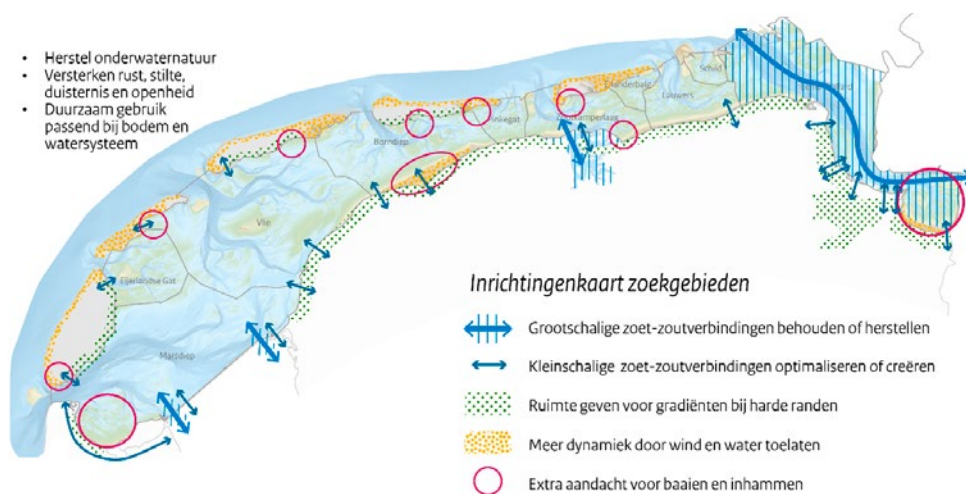 • Herstel onderwaternatuur
• Versterken rust, stilte,
duisternis en openheid
• Duurzaam gebruik
passend bij bodem en
watersysteem
Schild
Lauwers
Borndiep
Vlie
Eijerlandse Gat
Marsdiep
Inrichtingenkaart zoekgebieden
Grootschalige zoet-zoutverbindingen behouden of herstellen
Kleinschalige zoet-zoutverbindingen optimaliseren of creëren
Ruimte geven voor gradiënten bij harde randen
Meer dynamiek door wind en water toelaten
Extra aandacht voor baaien en inhammen